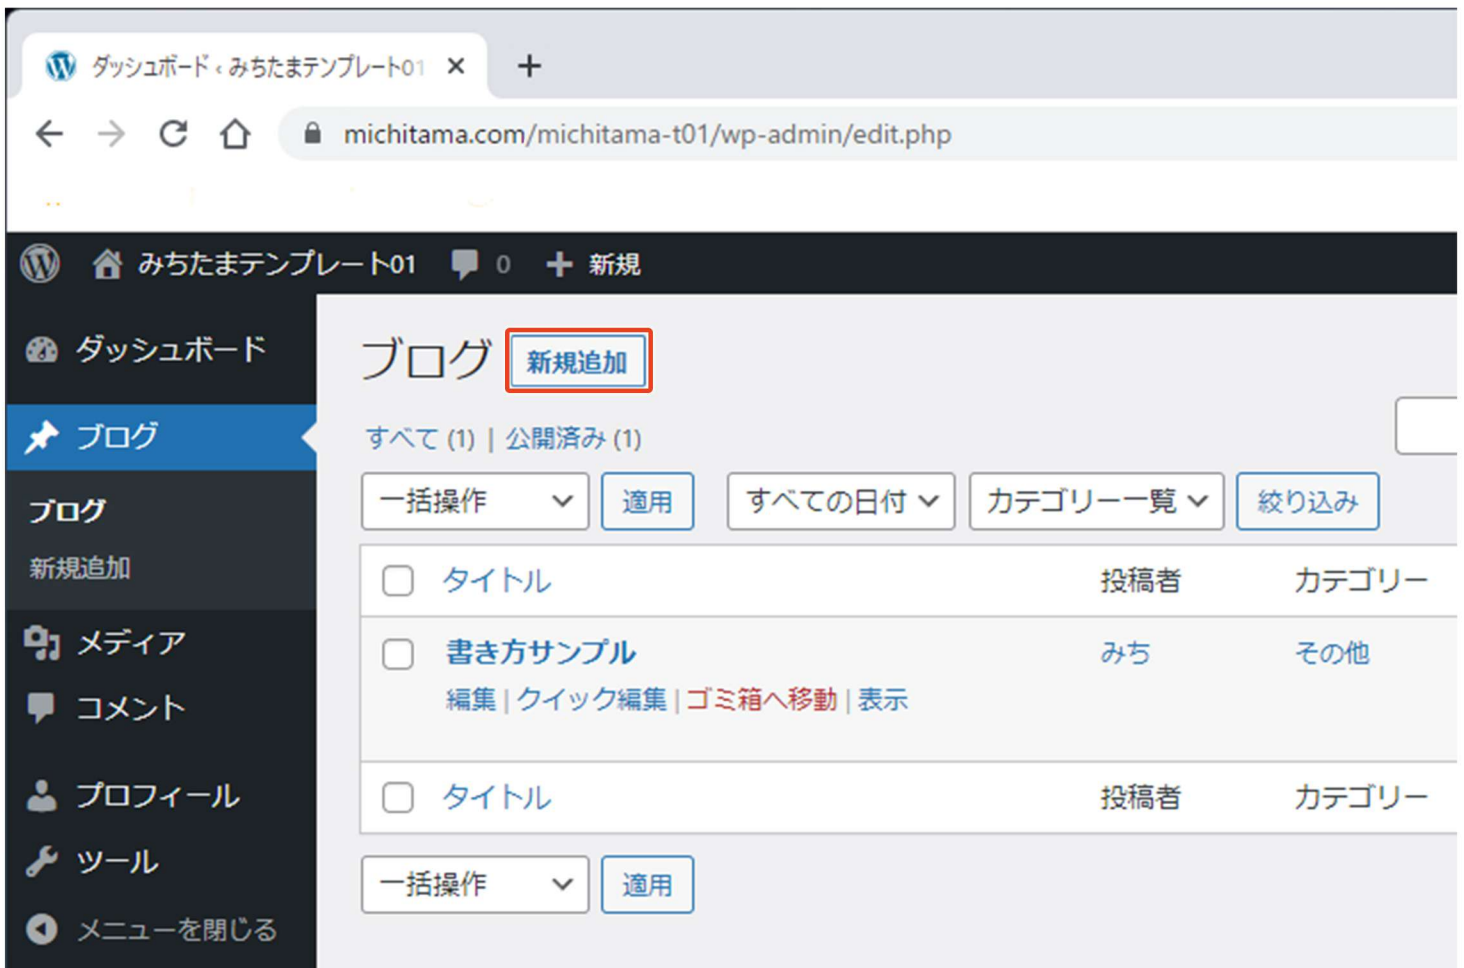 ダッシュボード ‹ みちたまテンプレート01
michitama.com/michitama-t01/wp-admin/edit.php
みちたまテンプレート01 0 新規
ダッシュボード
ブログ
ブログ
新規追加
メディア
コメント
プロフィール
ツール
メニューを閉じる
ブログ 新規追加
すべて (1) | 公開済み (1)
一括操作 適用 すべての日付 カテゴリー一覧 絞り込み
タイトル 投稿者 カテゴリー
書き方サンプル みち その他
編集 | クイック編集 | ゴミ箱へ移動 | 表示
タイトル 投稿者 カテゴリー
一括操作 適用